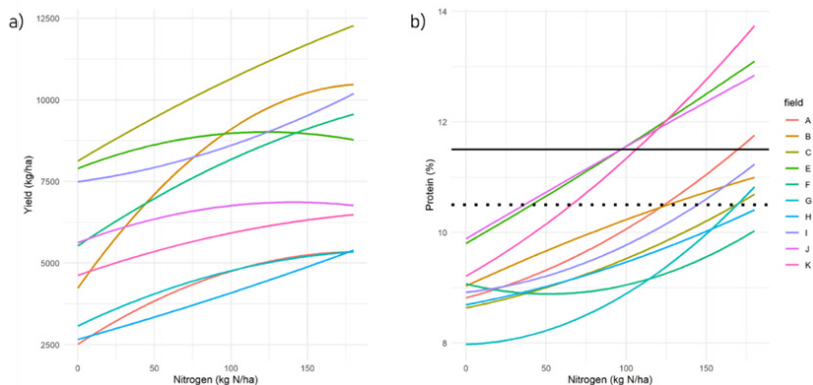 a)
12500
10000
7500
5000
2500
Yield (kg/ha)
0
50
100
150
Nitrogen (kg N/ha)
b)
14
12
10
8
Protein (%)
0
50
100
150
Nitrogen (kg N/ha)
field
A
B
C
E
F
G
H
I
J
K